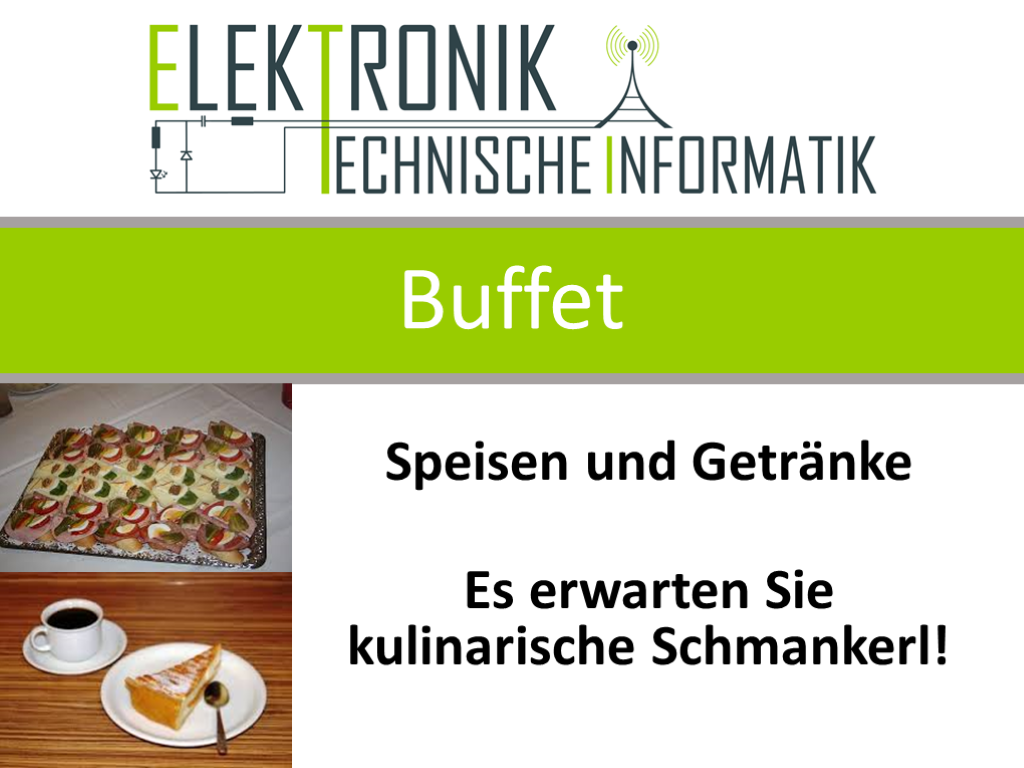 ELEKTRONIK
TECHNISCHE INFORMATIK
Buffet
Speisen und Getränke
Es erwarten Sie
kulinarische Schmankerl!